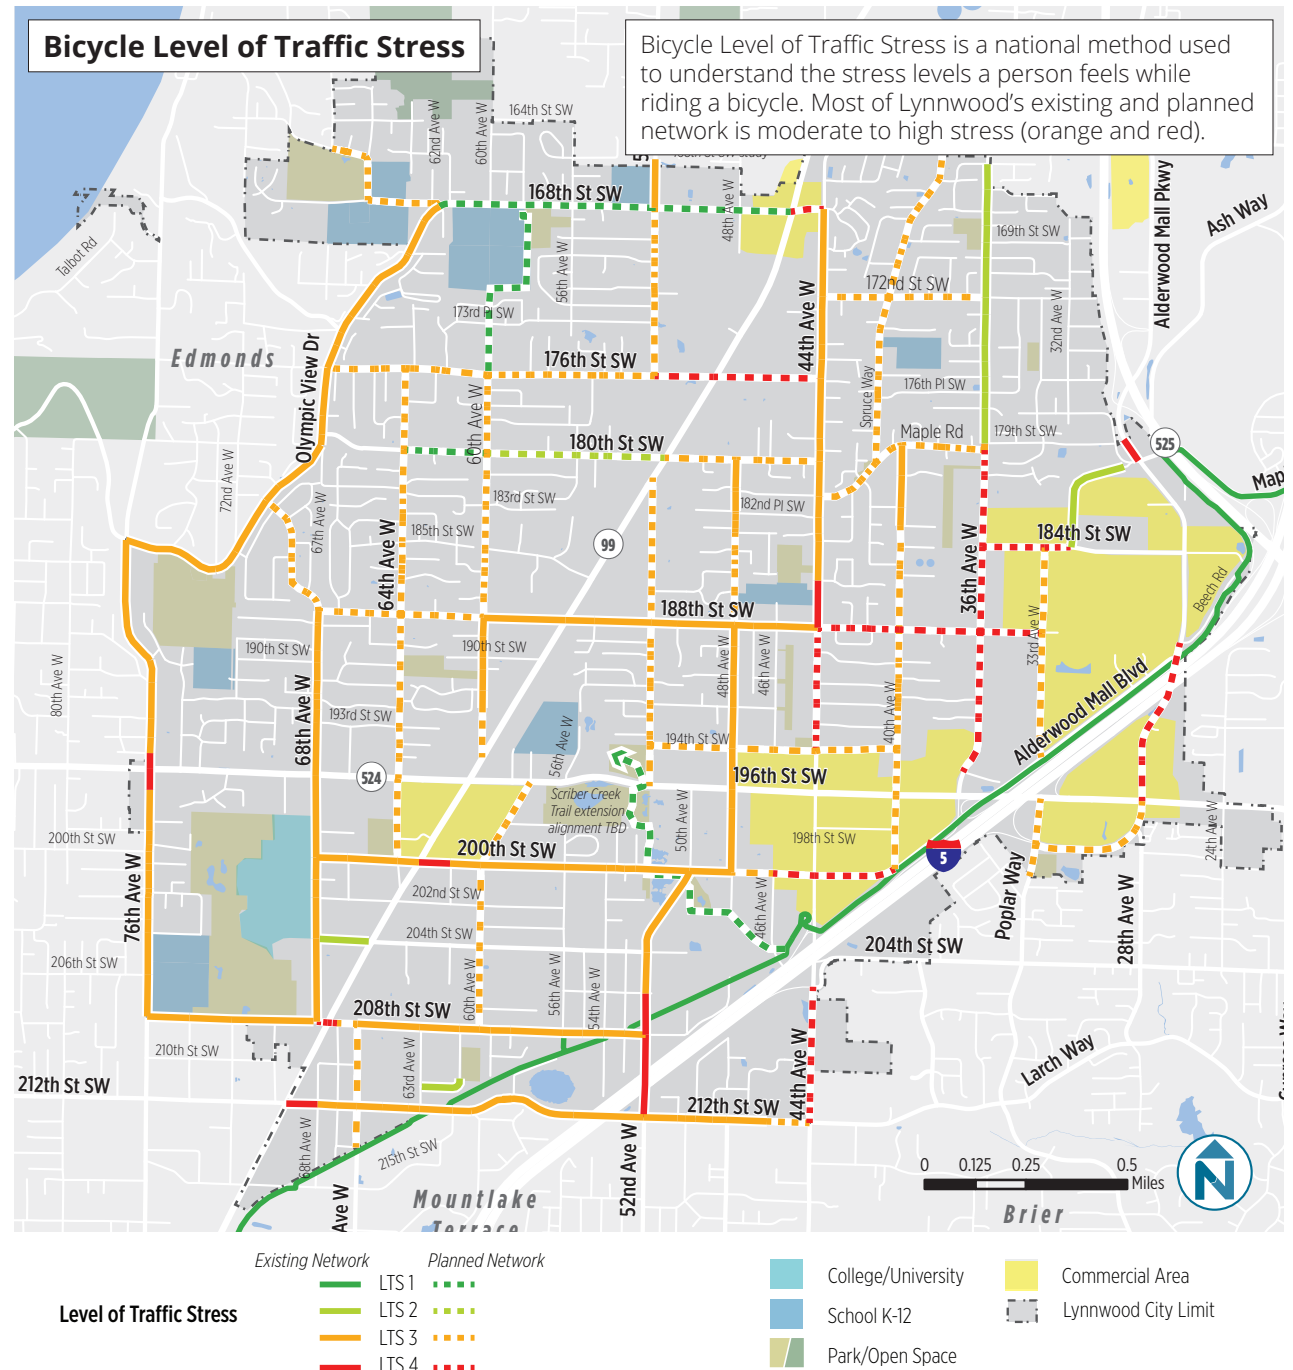 Bicycle Level of Traffic Stress
Bicycle Level of Traffic Stress is a national method used
to understand the stress levels a person feels while
riding a bicycle. Most of Lynnwood's existing and planned
network is moderate to high stress (orange and red).
164th St SW
62nd Ave W
60th Ave W
168th St SW
48th Ave W
169th St SW
Alderwood Mall Pkwy
Ash Way
Talbot Rd
56th Ave W
172nd St SW
173rd Pl SW
44th Ave W
32nd Ave W
Edmonds
Olympic View Dr
176th St SW
176th Pl SW
Spruce Way
60th Ave W
180th St SW
Maple Rd
179th St SW
525
Map
72nd Ave W
67th Ave W
183rd St SW
182nd Pl SW
185th St SW
64th Ave W
99
36th Ave W
184th St SW
Beech Rd
188th St SW
33rd Ave W
190th St SW
190th St SW
80th Ave W
68th Ave W
193rd St SW
48th Ave W
46th Ave W
40th Ave W
Alderwood Mall Blvd
56th Ave W
194th St SW
524
196th St SW
Scriber Creek
Trail extension
alignment TBD
50th Ave W
198th St SW
24th Ave W
200th St SW
200th St SW
5
76th Ave W
202nd St SW
204th St SW
46th Ave W
204th St SW
Poplar Way
28th Ave W
206th St SW
60th Ave W
56th Ave W
54th Ave W
208th St SW
210th St SW
63rd Ave W
44th Ave W
Larch Way
212th St SW
212th St SW
68th Ave W
215th St SW
52nd Ave W
Ave W
Mountlake
Terrace
0 0.125 0.25 0.5
Miles
N
Brier
Existing Network Planned Network
Level of Traffic Stress
LTS 1
LTS 2
LTS 3
LTS 4
College/University
School K-12
Park/Open Space
Commercial Area
Lynnwood City Limit